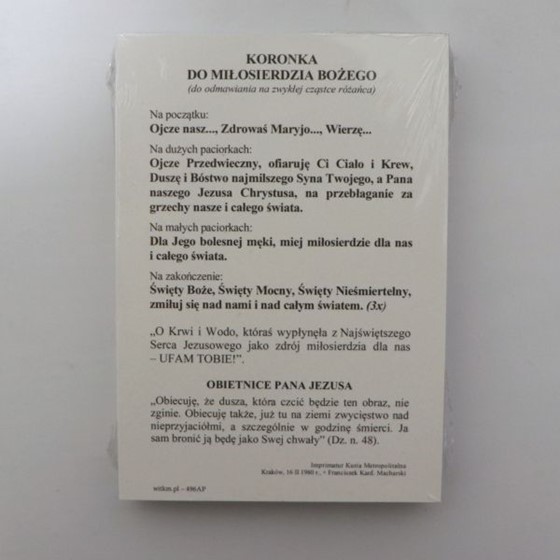 KORONKA
DO MIŁOSIERDZIA BOŻEGO
(do odmawiania na zwykłej cząstce różańca)
Na początku:
Ojcze nasz..., Zdrowaś Maryjo..., Wierzę...
Na dużych paciorkach:
Ojcze Przedwieczny, ofiaruję Ci Ciało i Krew,
Duszę i Bóstwo najmilszego Syna Twojego, a Pana
naszego Jezusa Chrystusa, na przebłaganie za
grzechy nasze i całego świata.
Na małych paciorkach:
Dla Jego bolesnej męki, miej miłosierdzie dla nas
i całego świata.
Na zakończenie:
Święty Boże, Święty Mocny, Święty Nieśmiertelny,
zmiłuj się nad nami i nad całym światem. (3x)
„O Krwi i Wodo, któraś wypłynęła z Najświętszego
Serca Jezusowego jako zdrój miłosierdzia dla nas
– UFAM TOBIE!”.
OBIETNICE PANA JEZUSA
„Obiecuję, że dusza, która czcić będzie ten obraz, nie
zginie. Obiecuję także, już tu na ziemi zwycięstwo nad
nieprzyjaciółmi, a szczególnie w godzinę śmierci. Ja
sam bronić ją będę jako Swej chwały” (Dz. n. 48).
Imprimatur Kuria Metropolitalna
Kraków, 16 II 1980 r., + Franciszek Kard. Macharski
witkm.pl – 496AP